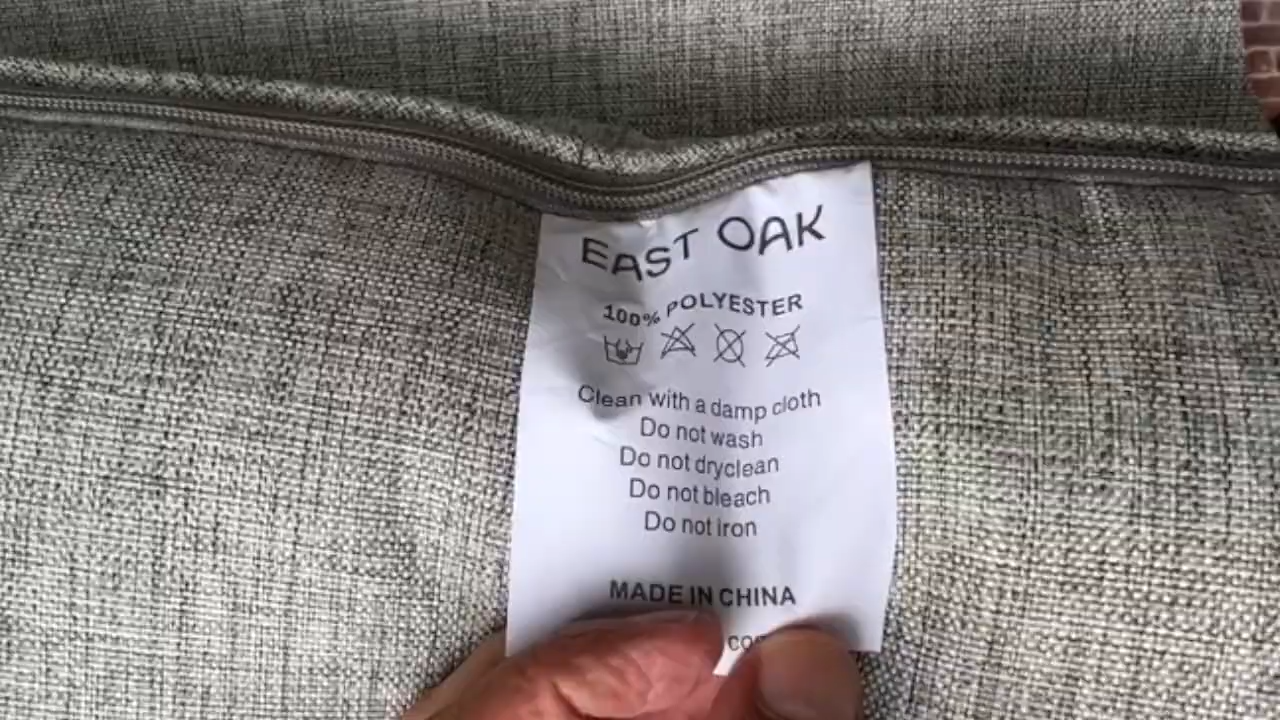 EAST OAK
100% POLYESTER
Clean with a damp cloth
Do not wash
Do not dryclean
Do not bleach
Do not iron
MADE IN CHINA